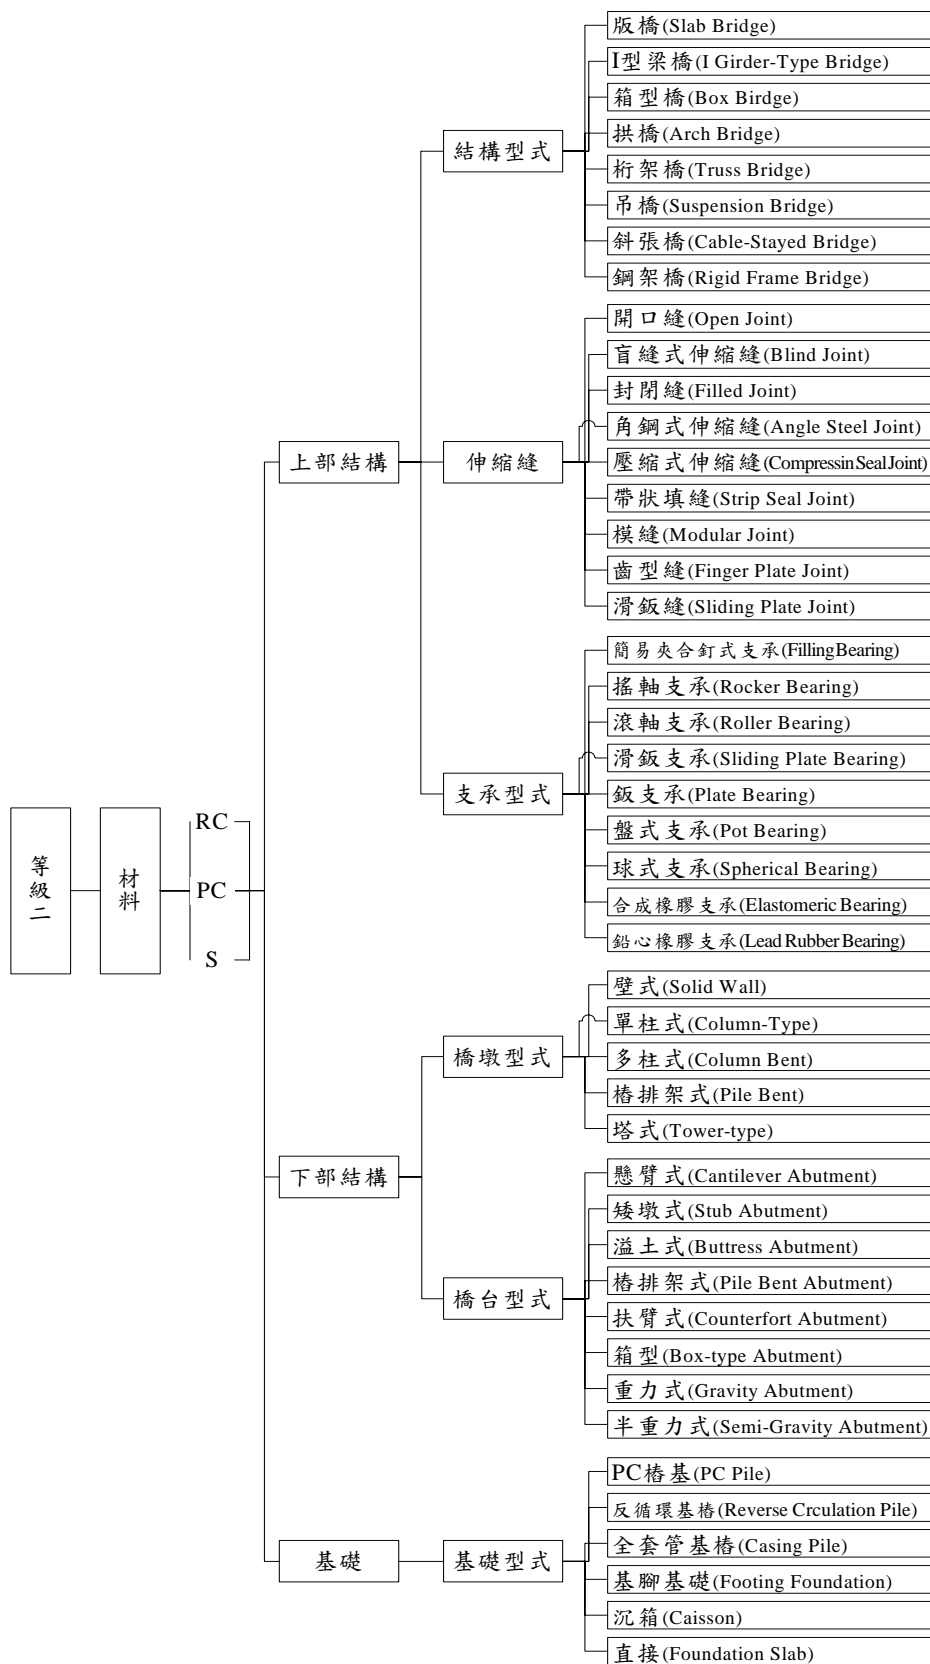 版橋(Slab Bridge)
I型梁橋(I Girder-Type Bridge)
箱型橋(Box Birdge)
拱橋(Arch Bridge)
桁架橋(Truss Bridge)
吊橋(Suspension Bridge)
斜張橋(Cable-Stayed Bridge)
鋼架橋(Rigid Frame Bridge)
結構型式
開口縫(Open Joint)
盲縫式伸縮縫(Blind Joint)
封閉縫(Filled Joint)
角鋼式伸縮縫(Angle Steel Joint)
壓縮式伸縮縫(Compressin Seal Joint)
帶狀填縫(Strip Seal Joint)
模縫(Modular Joint)
齒型縫(Finger Plate Joint)
滑鈑縫(Sliding Plate Joint)
伸縮縫
上部結構
簡易夾合釘式支承(Filling Bearing)
搖軸支承(Rocker Bearing)
滾軸支承(Roller Bearing)
滑鈑支承(Sliding Plate Bearing)
鈑支承(Plate Bearing)
盤式支承(Pot Bearing)
球式支承(Spherical Bearing)
合成橡膠支承(Elastomeric Bearing)
鉛心橡膠支承(Lead Rubber Bearing)
支承型式
等級二
材料
RC
PC
S
壁式(Solid Wall)
單柱式(Column-Type)
多柱式(Column Bent)
樁排架式(Pile Bent)
塔式(Tower-type)
橋墩型式
下部結構
懸臂式(Cantilever Abutment)
矮墩式(Stub Abutment)
溢土式(Buttress Abutment)
樁排架式(Pile Bent Abutment)
扶臂式(Counterfort Abutment)
箱型(Box-type Abutment)
重力式(Gravity Abutment)
半重力式(Semi-Gravity Abutment)
橋台型式
PC樁基(PC Pile)
反循環基樁(Reverse Crculation Pile)
全套管基樁(Casing Pile)
基腳基礎(Footing Foundation)
沉箱(Caisson)
直接(Foundation Slab)
基礎
基礎型式